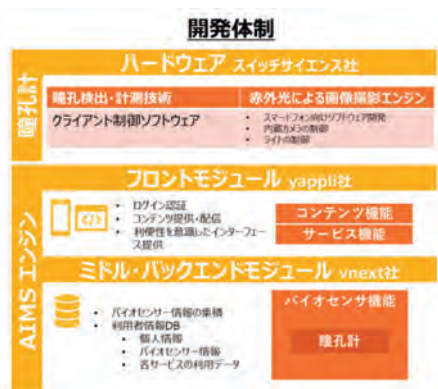 開発体制
瞳孔計
ハードウェア スイッチサイエンス社
瞳孔検出・計測技術
赤外光による画像撮影エンジン
クライアント制御ソフトウェア
• スマートフォン向けソフトウェア開発
• 内蔵カメラの制御
• ライトの制御
AIMS エンジン
フロントモジュール yappli社
• ログイン認証
• コンテンツ提供・配信
• 利便性を意識したインターフェー
ス提供
コンテンツ機能
サービス機能
ミドル・バックエンドモジュール vnext社
• バイオセンサー情報の集積
• 利用者情報DB
• 個人情報
• バイオセンサー情報
• 各サービスの利用データ
バイオセンサ機能
瞳孔計